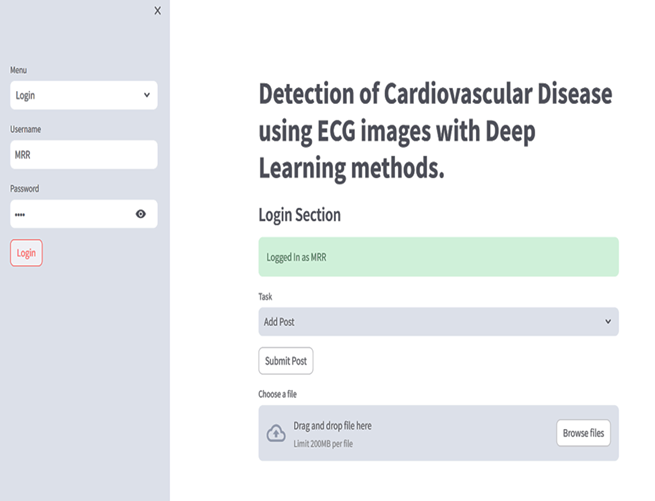 X
Menu
Login
Username
MRR
Password
••••
Login
Detection of Cardiovascular Disease
using ECG images with Deep
Learning methods.
Login Section
Logged In as MRR
Task
Add Post
Submit Post
Choose a file
Drag and drop file here
Limit 200MB per file
Browse files